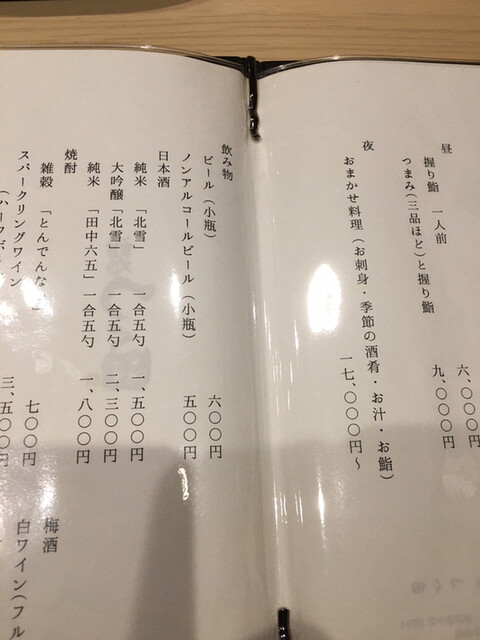 昼
握り鮨 一人前 六、〇〇〇円
つまみ(三品ほど)と握り鮨 九、〇〇〇円
夜
おまかせ料理(お刺身・季節の酒肴・お汁・お鮨)
一七、〇〇〇円〜
飲み物
ビール(小瓶) 六〇〇円
ノンアルコールビール(小瓶) 五〇〇円
日本酒
純米「北雪」 一合五勺 一、五〇〇円
大吟醸「北雪」 一合五勺 二、三〇〇円
純米「田中六五」 一合五勺 一、八〇〇円
焼酎
雑穀「とんでんな 」 七〇〇円
スパークリングワイン 三、五〇〇円
梅酒
白ワイン(フル